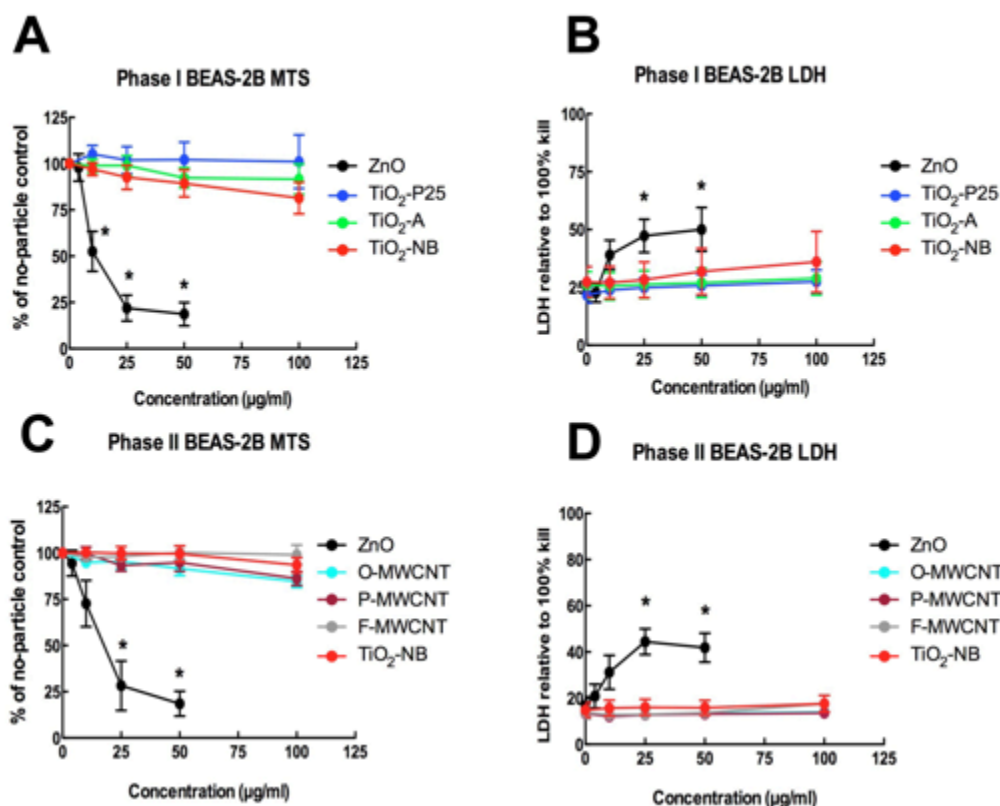 A
Phase I BEAS-2B MTS
% of no-particle control
125
100
75
50
25
0
0 25 50 75 100 125
Concentration (µg/ml)
*
*
*
ZnO
TiO₂-P25
TiO₂-A
TiO₂-NB
B
Phase I BEAS-2B LDH
LDH relative to 100% kill
100
75
50
25
0
0 25 50 75 100 125
Concentration (µg/ml)
*
*
ZnO
TiO₂-P25
TiO₂-A
TiO₂-NB
C
Phase II BEAS-2B MTS
% of no-particle control
125
100
75
50
25
0
0 25 50 75 100 125
Concentration (µg/ml)
*
*
ZnO
O-MWCNT
P-MWCNT
F-MWCNT
TiO₂-NB
D
Phase II BEAS-2B LDH
LDH relative to 100% kill
100
80
60
40
20
0
0 25 50 75 100 125
Concentration (µg/ml)
*
*
ZnO
O-MWCNT
P-MWCNT
F-MWCNT
TiO₂-NB